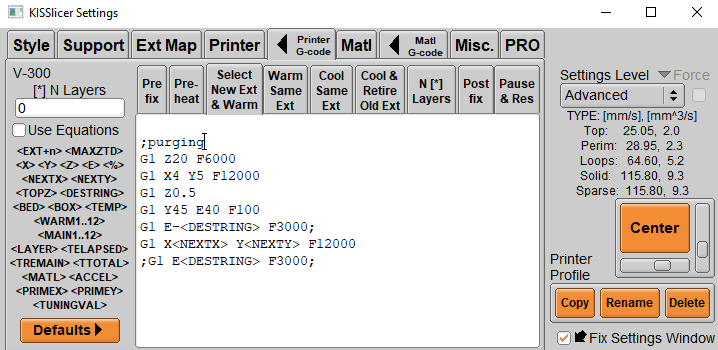 KISSlicer Settings
Style Support Ext Map Printer Printer G-code Matl Matl G-code Misc. PRO
V-300
[*] N Layers
0
Use Equations
<EXT+n> <MAXZTD>
<X> <Y> <Z> <E> <%>
<NEXTX> <NEXTY>
<TOPZ> <DESTRING>
<BED> <BOX> <TEMP>
<WARM1..12>
<MAIN1..12>
<LAYER> <TELAPSED>
<TREMAIN> <TTOTAL>
<MATL> <ACCEL>
<PRIMEX> <PRIMEY>
<TUNINGVAL>
Defaults
Pre fix
Pre-heat
Select New Ext & Warm
Warm Same Ext
Cool Same Ext
Cool & Retire Old Ext
N [*] Layers
Post fix
Pause & Res
;purging
G1 Z20 F6000
G1 X4 Y5 F12000
G1 Z0.5
G1 Y45 E40 F100
G1 E-<DESTRING> F3000;
G1 X<NEXTX> Y<NEXTY> F12000
;G1 E<DESTRING> F3000;
Settings Level Force
Advanced
TYPE: [mm/s], [mm^3/s]
Top: 25.05, 2.0
Perim: 28.95, 2.3
Loops: 64.60, 5.2
Solid: 115.80, 9.3
Sparse: 115.80, 9.3
Center
Printer
Profile
Copy Rename Delete
Fix Settings Window